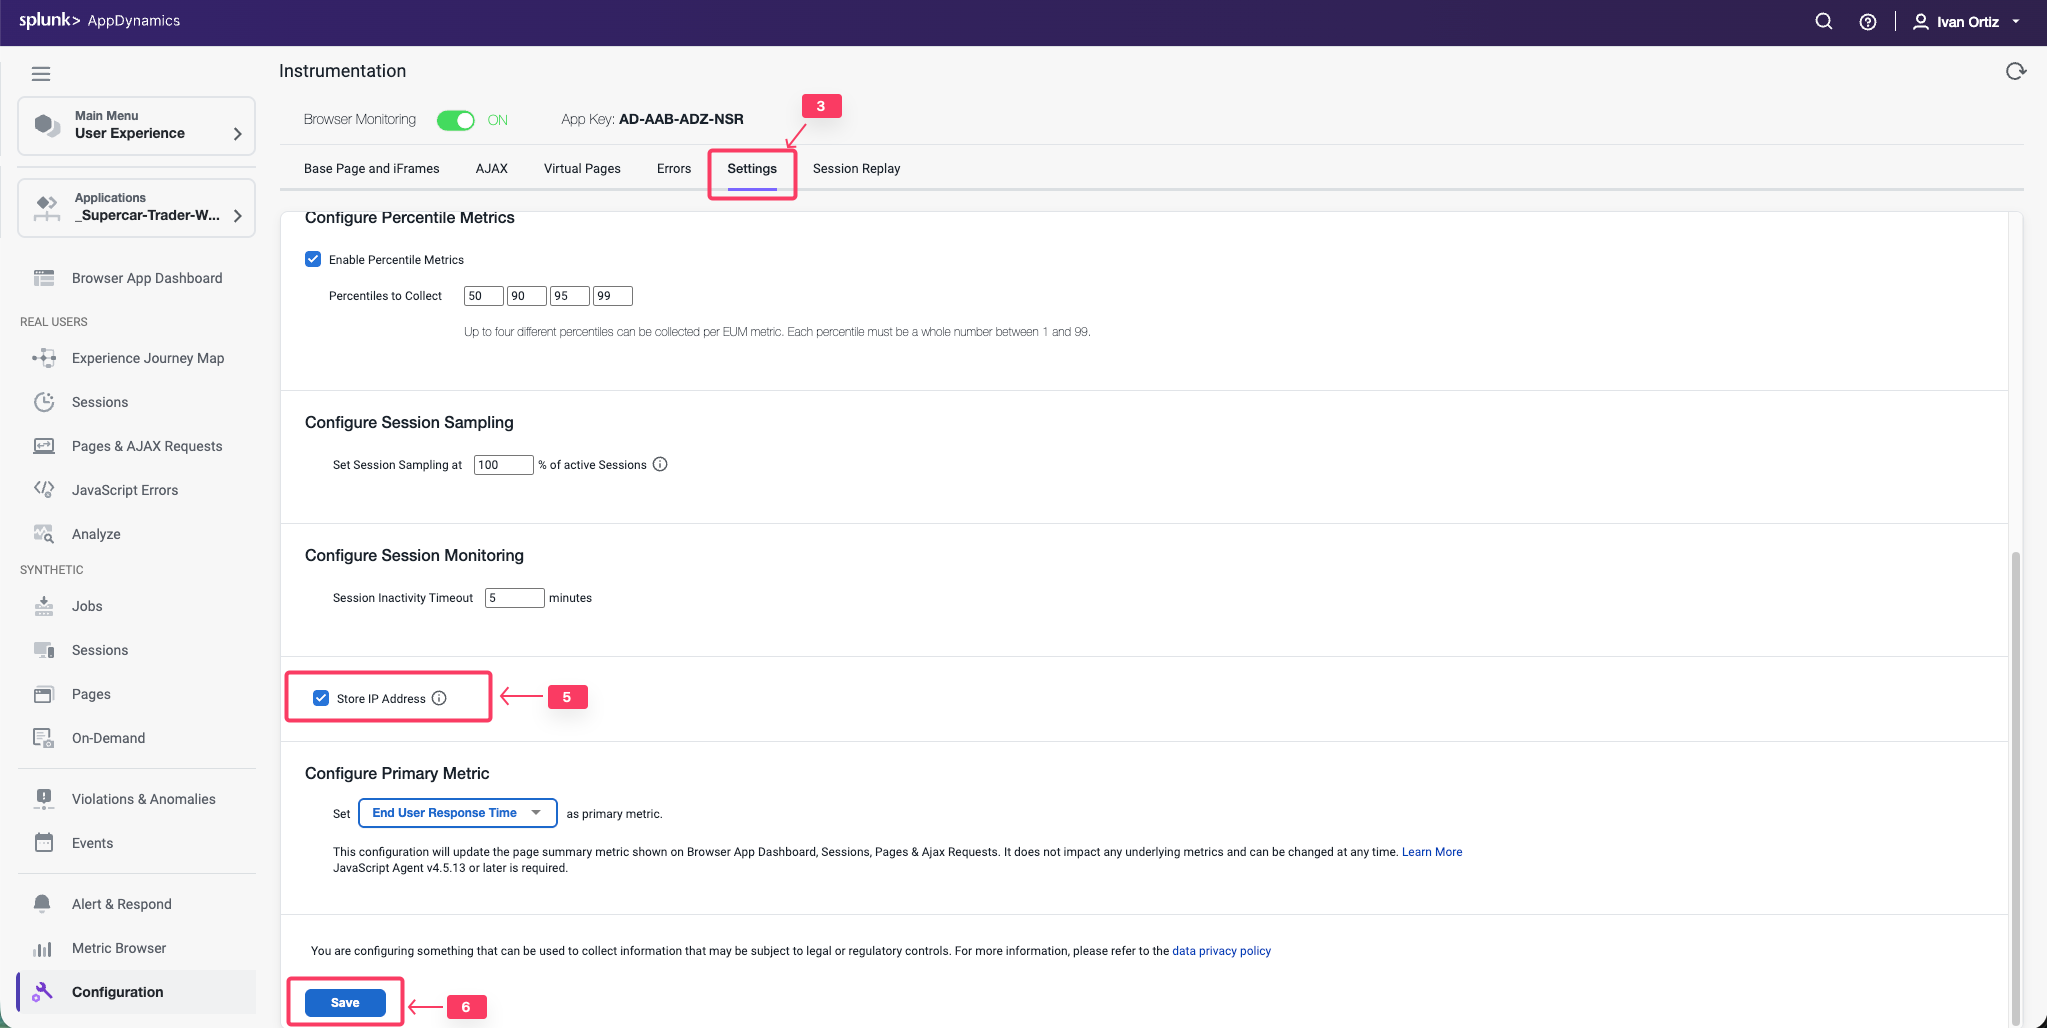 splunk> AppDynamics
Ivan Ortiz
Main Menu
User Experience
Applications
_Supercar-Trader-W...
Browser App Dashboard
REAL USERS
Experience Journey Map
Sessions
Pages & AJAX Requests
JavaScript Errors
Analyze
SYNTHETIC
Jobs
Sessions
Pages
On-Demand
Violations & Anomalies
Events
Alert & Respond
Metric Browser
Configuration
Instrumentation
Browser Monitoring ON App Key: AD-AAB-ADZ-NSR
3
Base Page and iFrames AJAX Virtual Pages Errors Settings Session Replay
Configure Percentile Metrics
Enable Percentile Metrics
Percentiles to Collect 50 90 95 99
Up to four different percentiles can be collected per EUM metric. Each percentile must be a whole number between 1 and 99.
Configure Session Sampling
Set Session Sampling at 100 % of active Sessions
Configure Session Monitoring
Session Inactivity Timeout 5 minutes
Store IP Address
5
Configure Primary Metric
Set End User Response Time as primary metric.
This configuration will update the page summary metric shown on Browser App Dashboard, Sessions, Pages & Ajax Requests. It does not impact any underlying metrics and can be changed at any time. Learn More
JavaScript Agent v4.5.13 or later is required.
You are configuring something that can be used to collect information that may be subject to legal or regulatory controls. For more information, please refer to the data privacy policy
Save
6